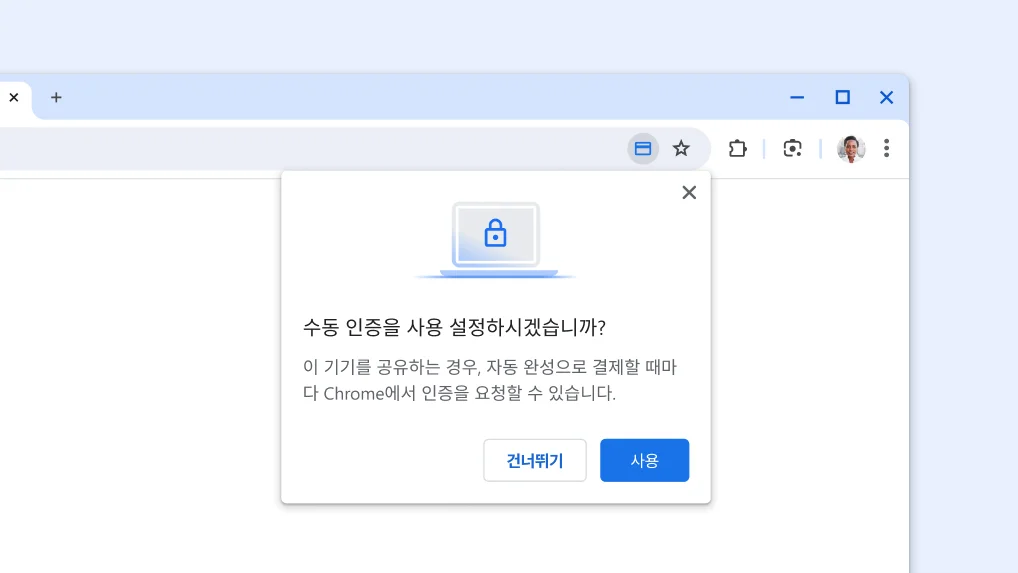 수동 인증을 사용 설정하시겠습니까?
이 기기를 공유하는 경우, 자동 완성으로 결제할 때마
다 Chrome에서 인증을 요청할 수 있습니다.
건너뛰기
사용